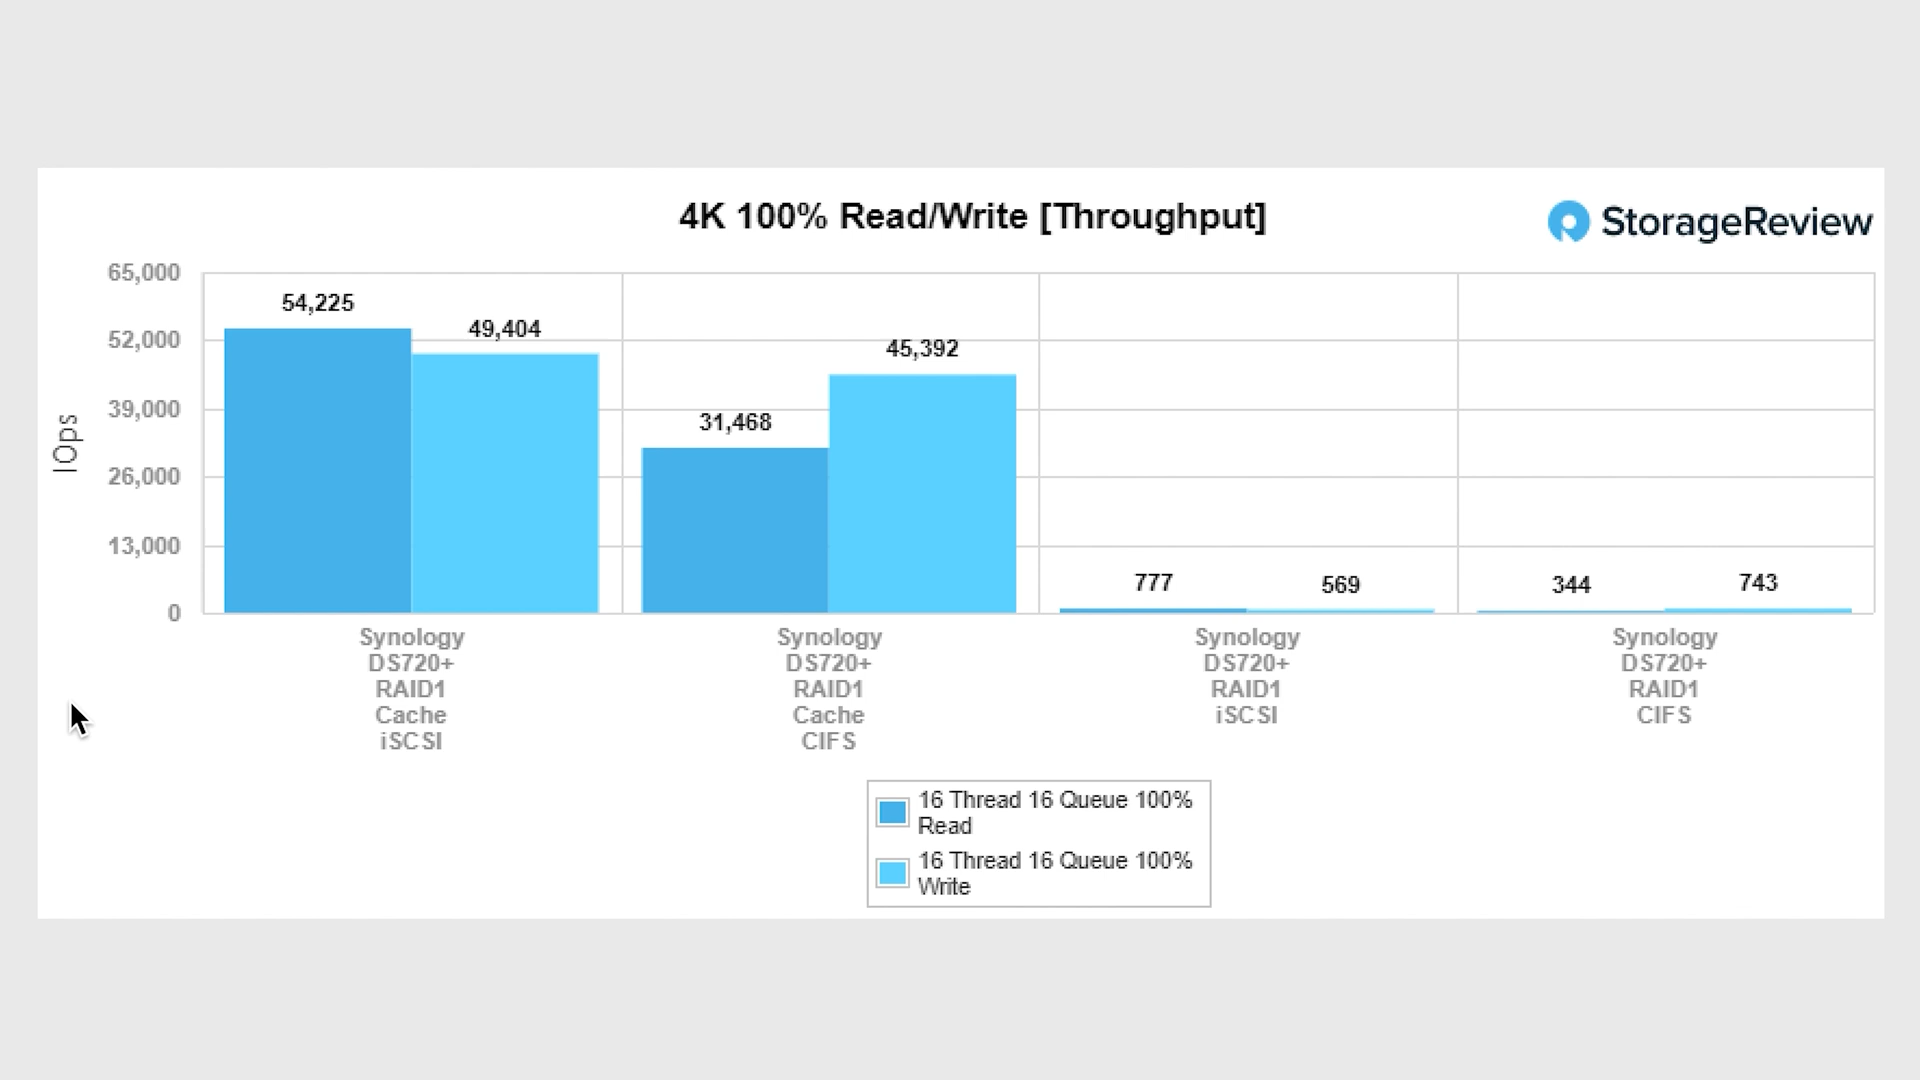 4K 100% Read/Write [Throughput]
StorageReview
65,000
52,000
39,000
26,000
13,000
0
IOps
54,225
49,404
31,468
45,392
777
569
344
743
Synology
DS720+
RAID1
Cache
iSCSI
Synology
DS720+
RAID1
Cache
CIFS
Synology
DS720+
RAID1
iSCSI
Synology
DS720+
RAID1
CIFS
16 Thread 16 Queue 100%
Read
16 Thread 16 Queue 100%
Write